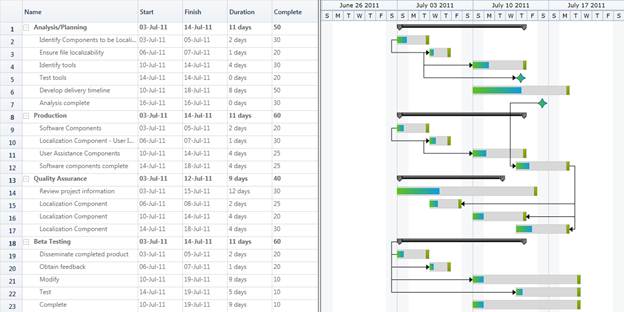 Name Start Finish Duration Complete
1 Analysis/Planning 03-Jul-11 14-Jul-11 11 days 50
2 Identify Components to be Locali... 03-Jul-11 05-Jul-11 2 days 30
3 Ensure file localizability 06-Jul-11 07-Jul-11 1 days 30
4 Identify tools 10-Jul-11 14-Jul-11 4 days 30
5 Test tools 14-Jul-11 14-Jul-11 0 days 20
6 Develop delivery timeline 10-Jul-11 18-Jul-11 8 days 50
7 Analysis complete 16-Jul-11 16-Jul-11 0 days 30
8 Production 03-Jul-11 14-Jul-11 11 days 60
9 Software Components 03-Jul-11 05-Jul-11 2 days 20
10 Localization Component - User I... 06-Jul-11 07-Jul-11 1 days 30
11 User Assistance Components 10-Jul-11 14-Jul-11 4 days 25
12 Software components complete 14-Jul-11 18-Jul-11 4 days 25
13 Quality Assurance 03-Jul-11 12-Jul-11 9 days 40
14 Review project information 03-Jul-11 15-Jul-11 12 days 30
15 Localization Component 06-Jul-11 08-Jul-11 2 days 25
16 Localization Component 10-Jul-11 14-Jul-11 4 days 20
17 Localization Component 14-Jul-11 18-Jul-11 4 days 30
18 Beta Testing 03-Jul-11 14-Jul-11 11 days 60
19 Disseminate completed product 03-Jul-11 05-Jul-11 2 days 20
20 Obtain feedback 06-Jul-11 07-Jul-11 1 days 20
21 Modify 10-Jul-11 19-Jul-11 9 days 10
22 Test 14-Jul-11 19-Jul-11 5 days 10
23 Complete 10-Jul-11 19-Jul-11 9 days 10
June 26 2011 July 03 2011 July 10 2011 July 17 2011
S M T W T F S S M T W T F S S M T W T F S S M T W T F S